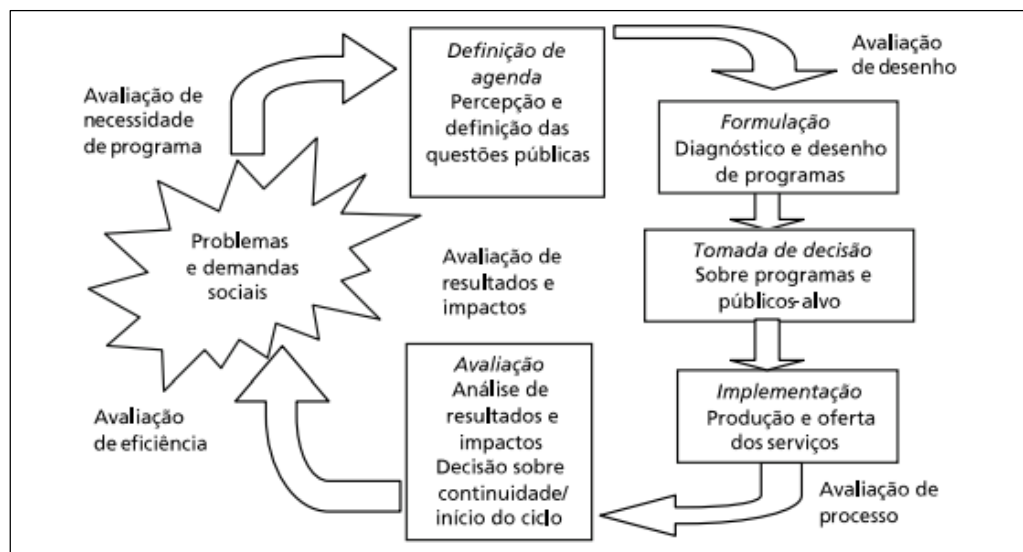 Definição de
agenda
Percepção e
definição das
questões públicas
Avaliação
de desenho
Avaliação de
necessidade
de programa
Formulação
Diagnóstico e desenho
de programas
Problemas
e demandas
sociais
Avaliação de
resultados e
impactos
Tomada de decisão
Sobre programas e
públicos-alvo
Avaliação
Análise de
resultados e
impactos
Decisão sobre
continuidade/
início do ciclo
Implementação
Produção e oferta
dos serviços
Avaliação
de eficiência
Avaliação de
processo